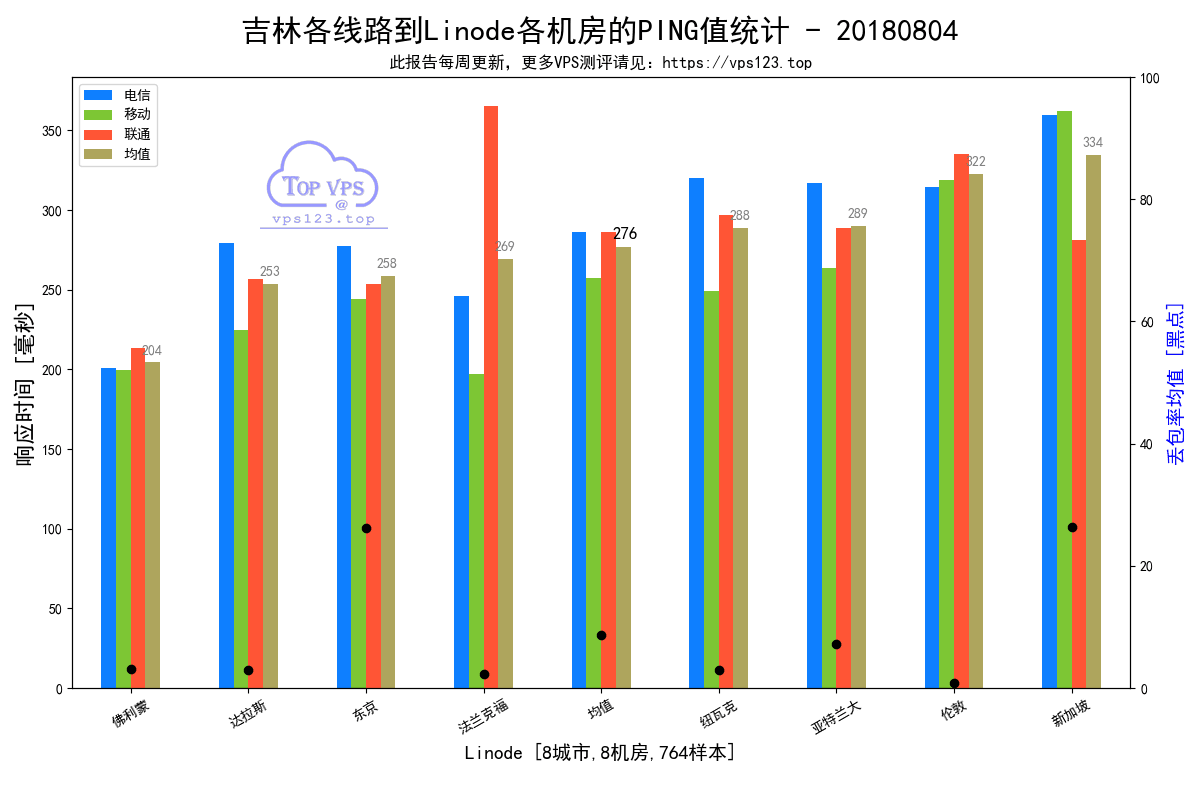 吉林各线路到Linode各机房的PING值统计 - 20180804
此报告每周更新，更多VPS测评请见：https://vps123.top
电信
移动
联通
均值
TOP VPS
@
vps123.top
响应时间 [毫秒]
350
300
250
200
150
100
50
0
204
253
258
269
276
288
289
322
334
100
80
60
40
20
0
丢包率均值 [黑点]
佛利蒙
达拉斯
东京
法兰克福
均值
纽瓦克
亚特兰大
伦敦
新加坡
Linode [8城市,8机房,764样本]